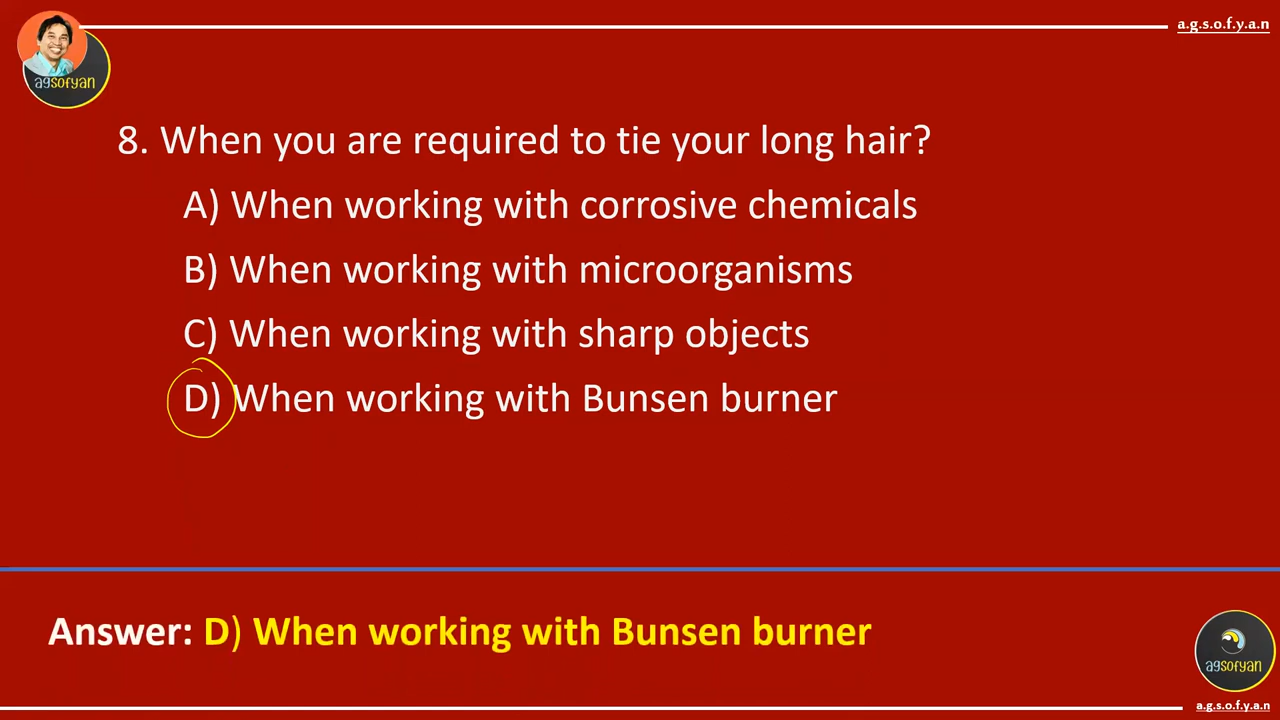 a.g.s.o.f.y.a.n
agsofyan
8. When you are required to tie your long hair?
A) When working with corrosive chemicals
B) When working with microorganisms
C) When working with sharp objects
D) When working with Bunsen burner
Answer: D) When working with Bunsen burner
agsofyan
a.g.s.o.f.y.a.n